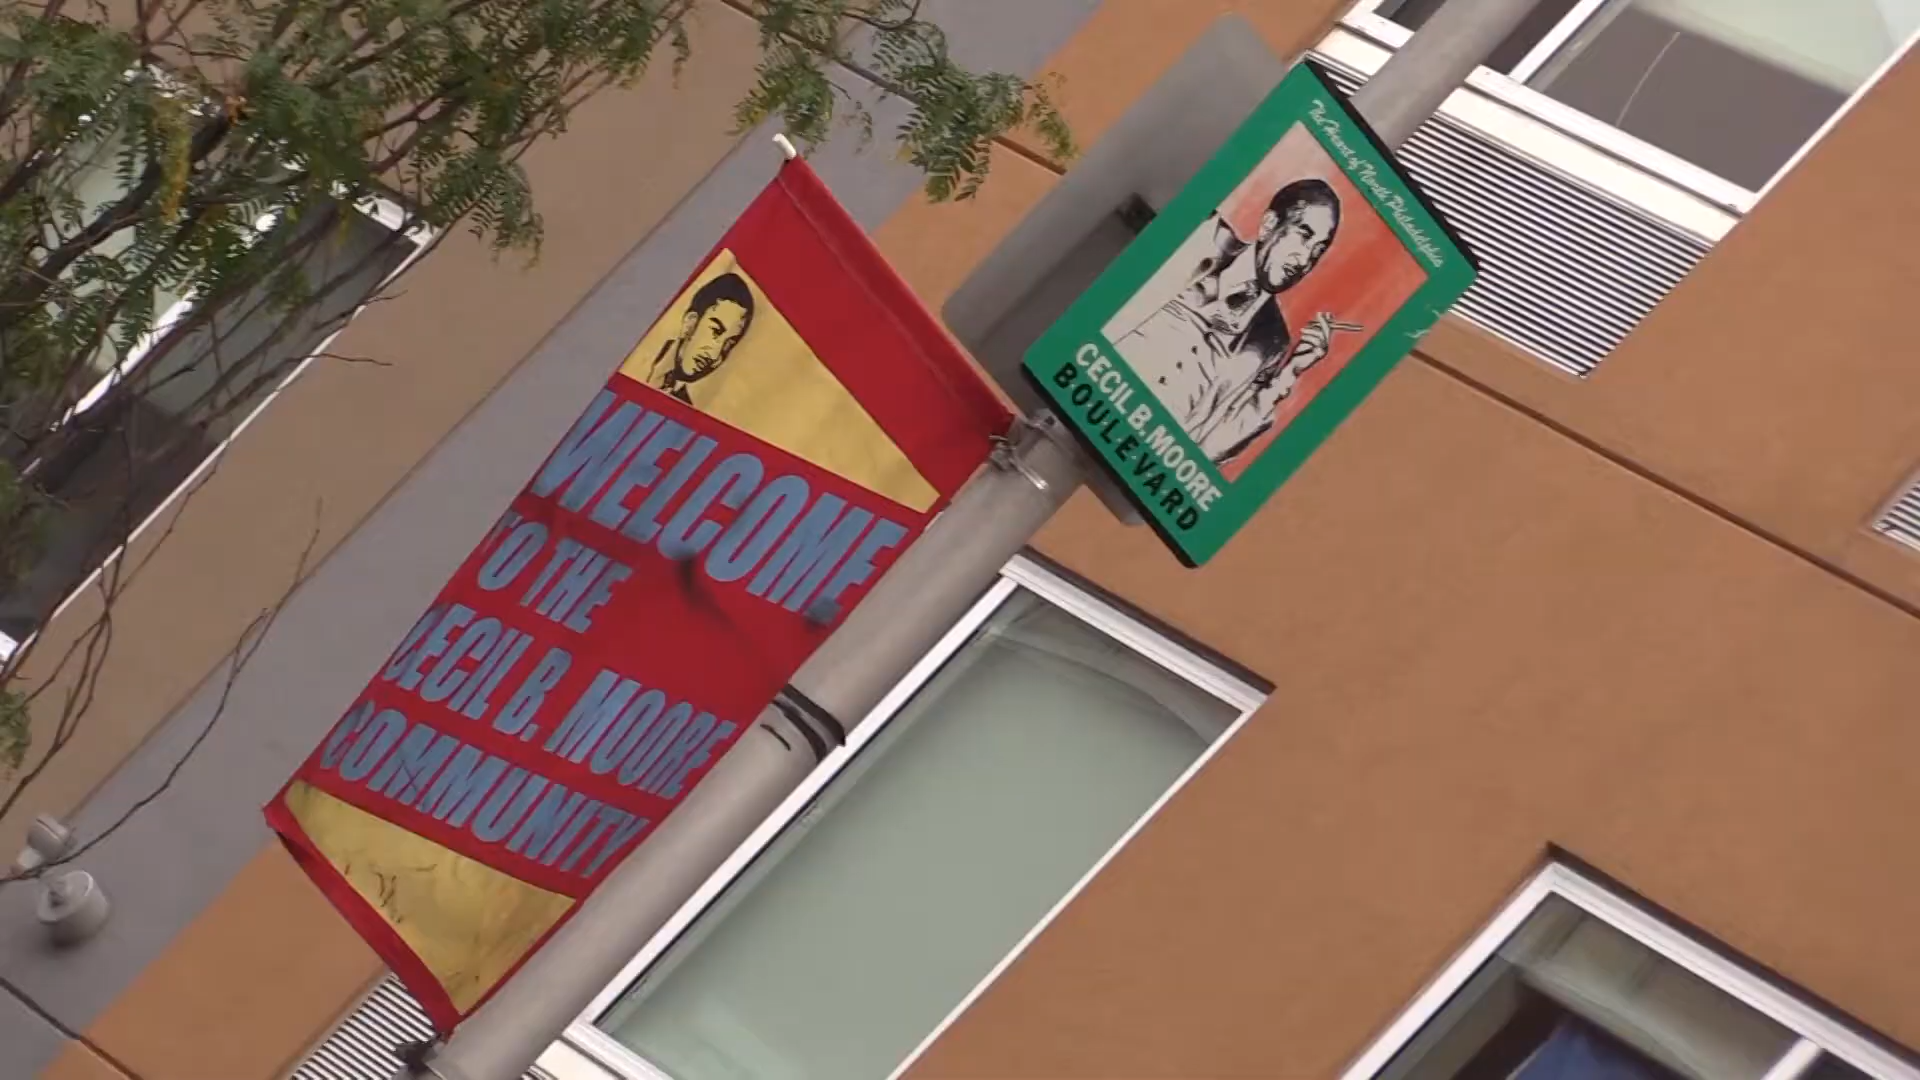 WELCOME
TO THE
CECIL B. MOORE
COMMUNITY
The Heart of North Philadelphia
CECIL B. MOORE
BOULEVARD